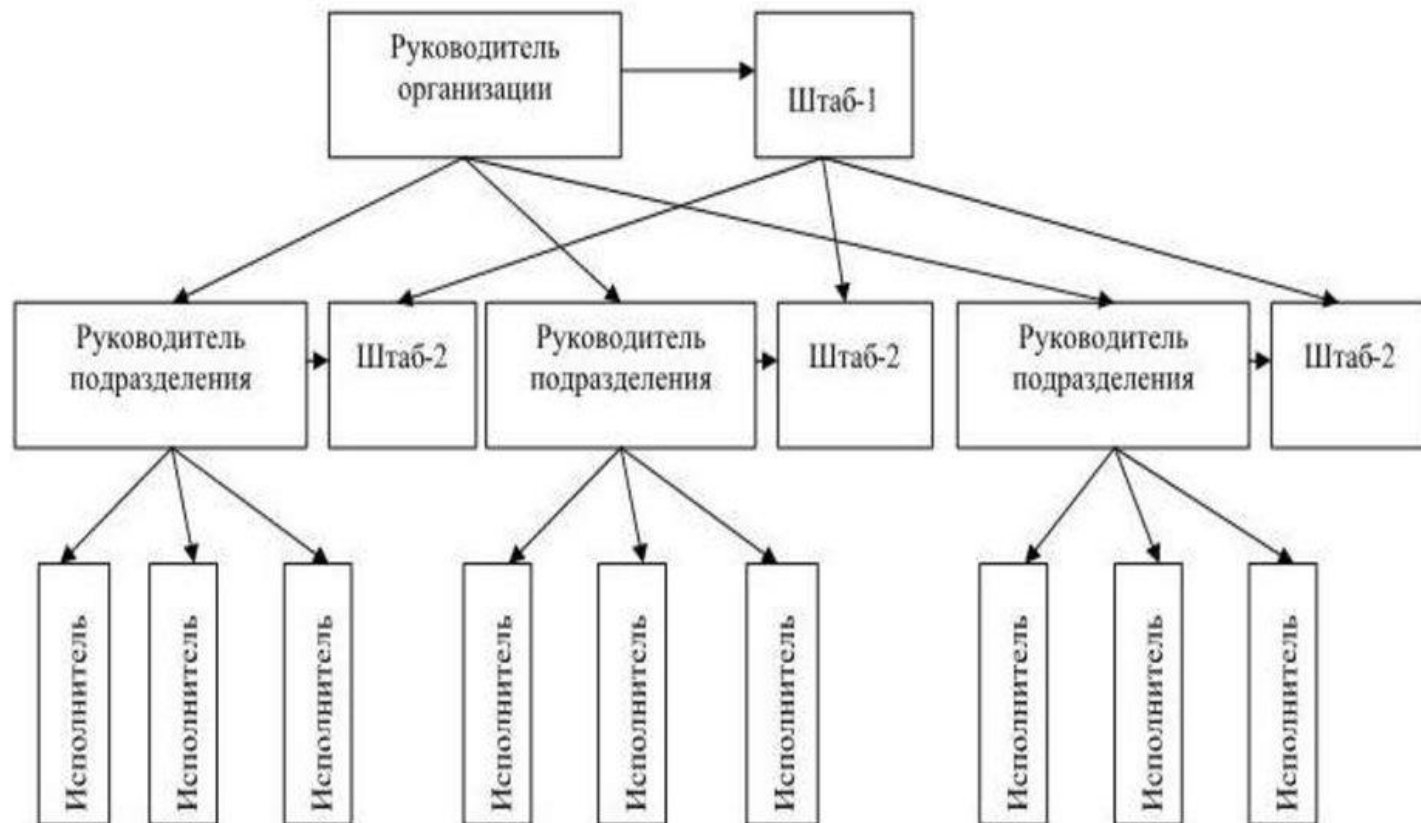 Руководитель
организации
Штаб-1
Руководитель
подразделения
Штаб-2
Руководитель
подразделения
Штаб-2
Руководитель
подразделения
Штаб-2
Исполнитель
Исполнитель
Исполнитель
Исполнитель
Исполнитель
Исполнитель
Исполнитель
Исполнитель
Исполнитель